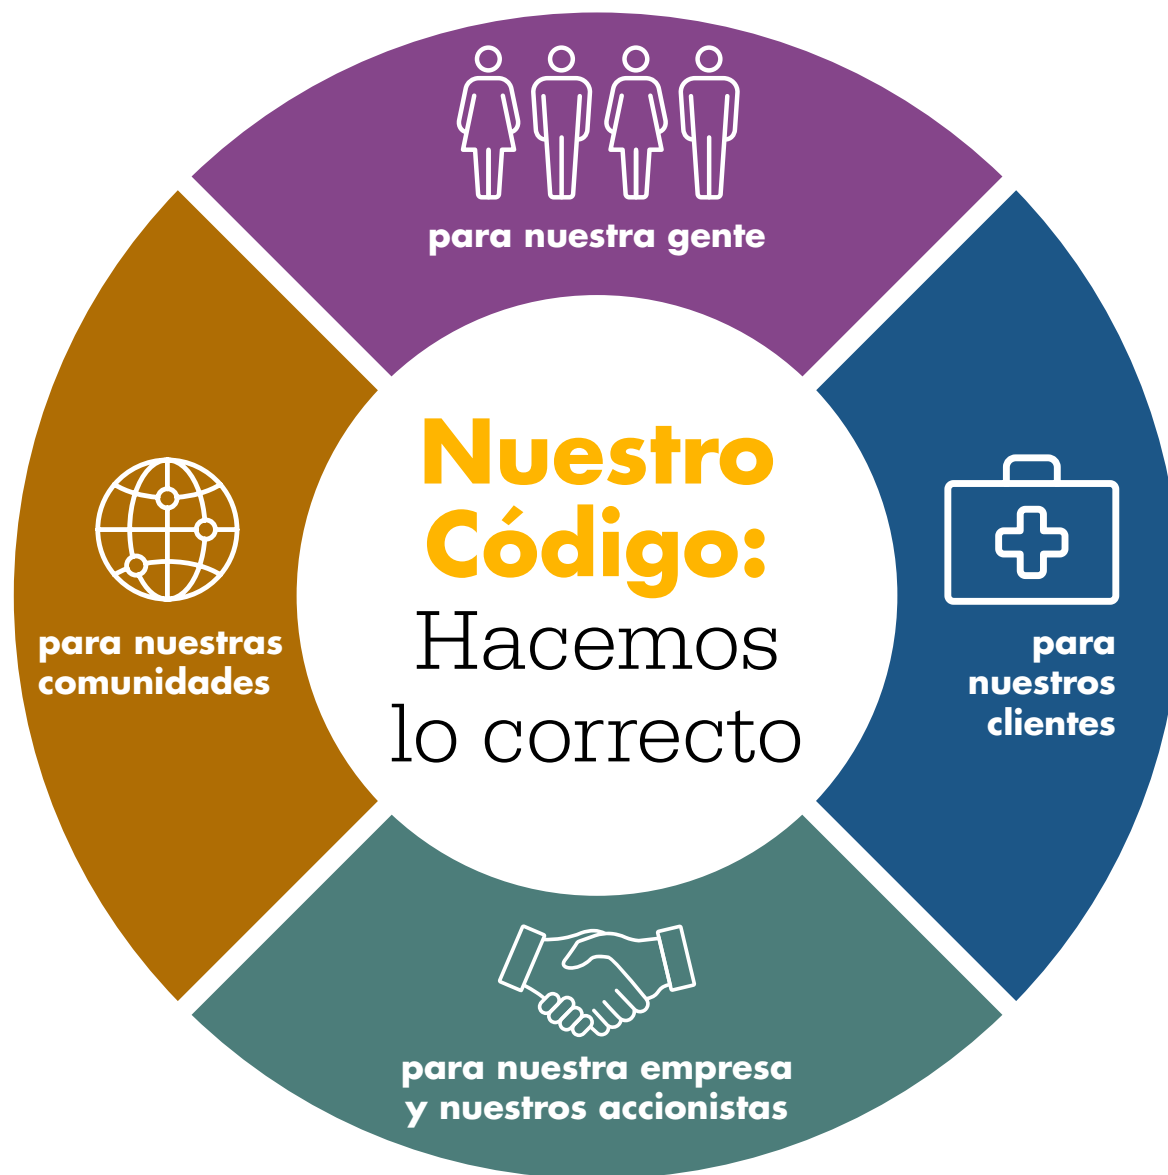 para nuestra gente
Nuestro
Código:
Hacemos
lo correcto
para nuestras
comunidades
para
nuestros
clientes
para nuestra empresa
y nuestros accionistas